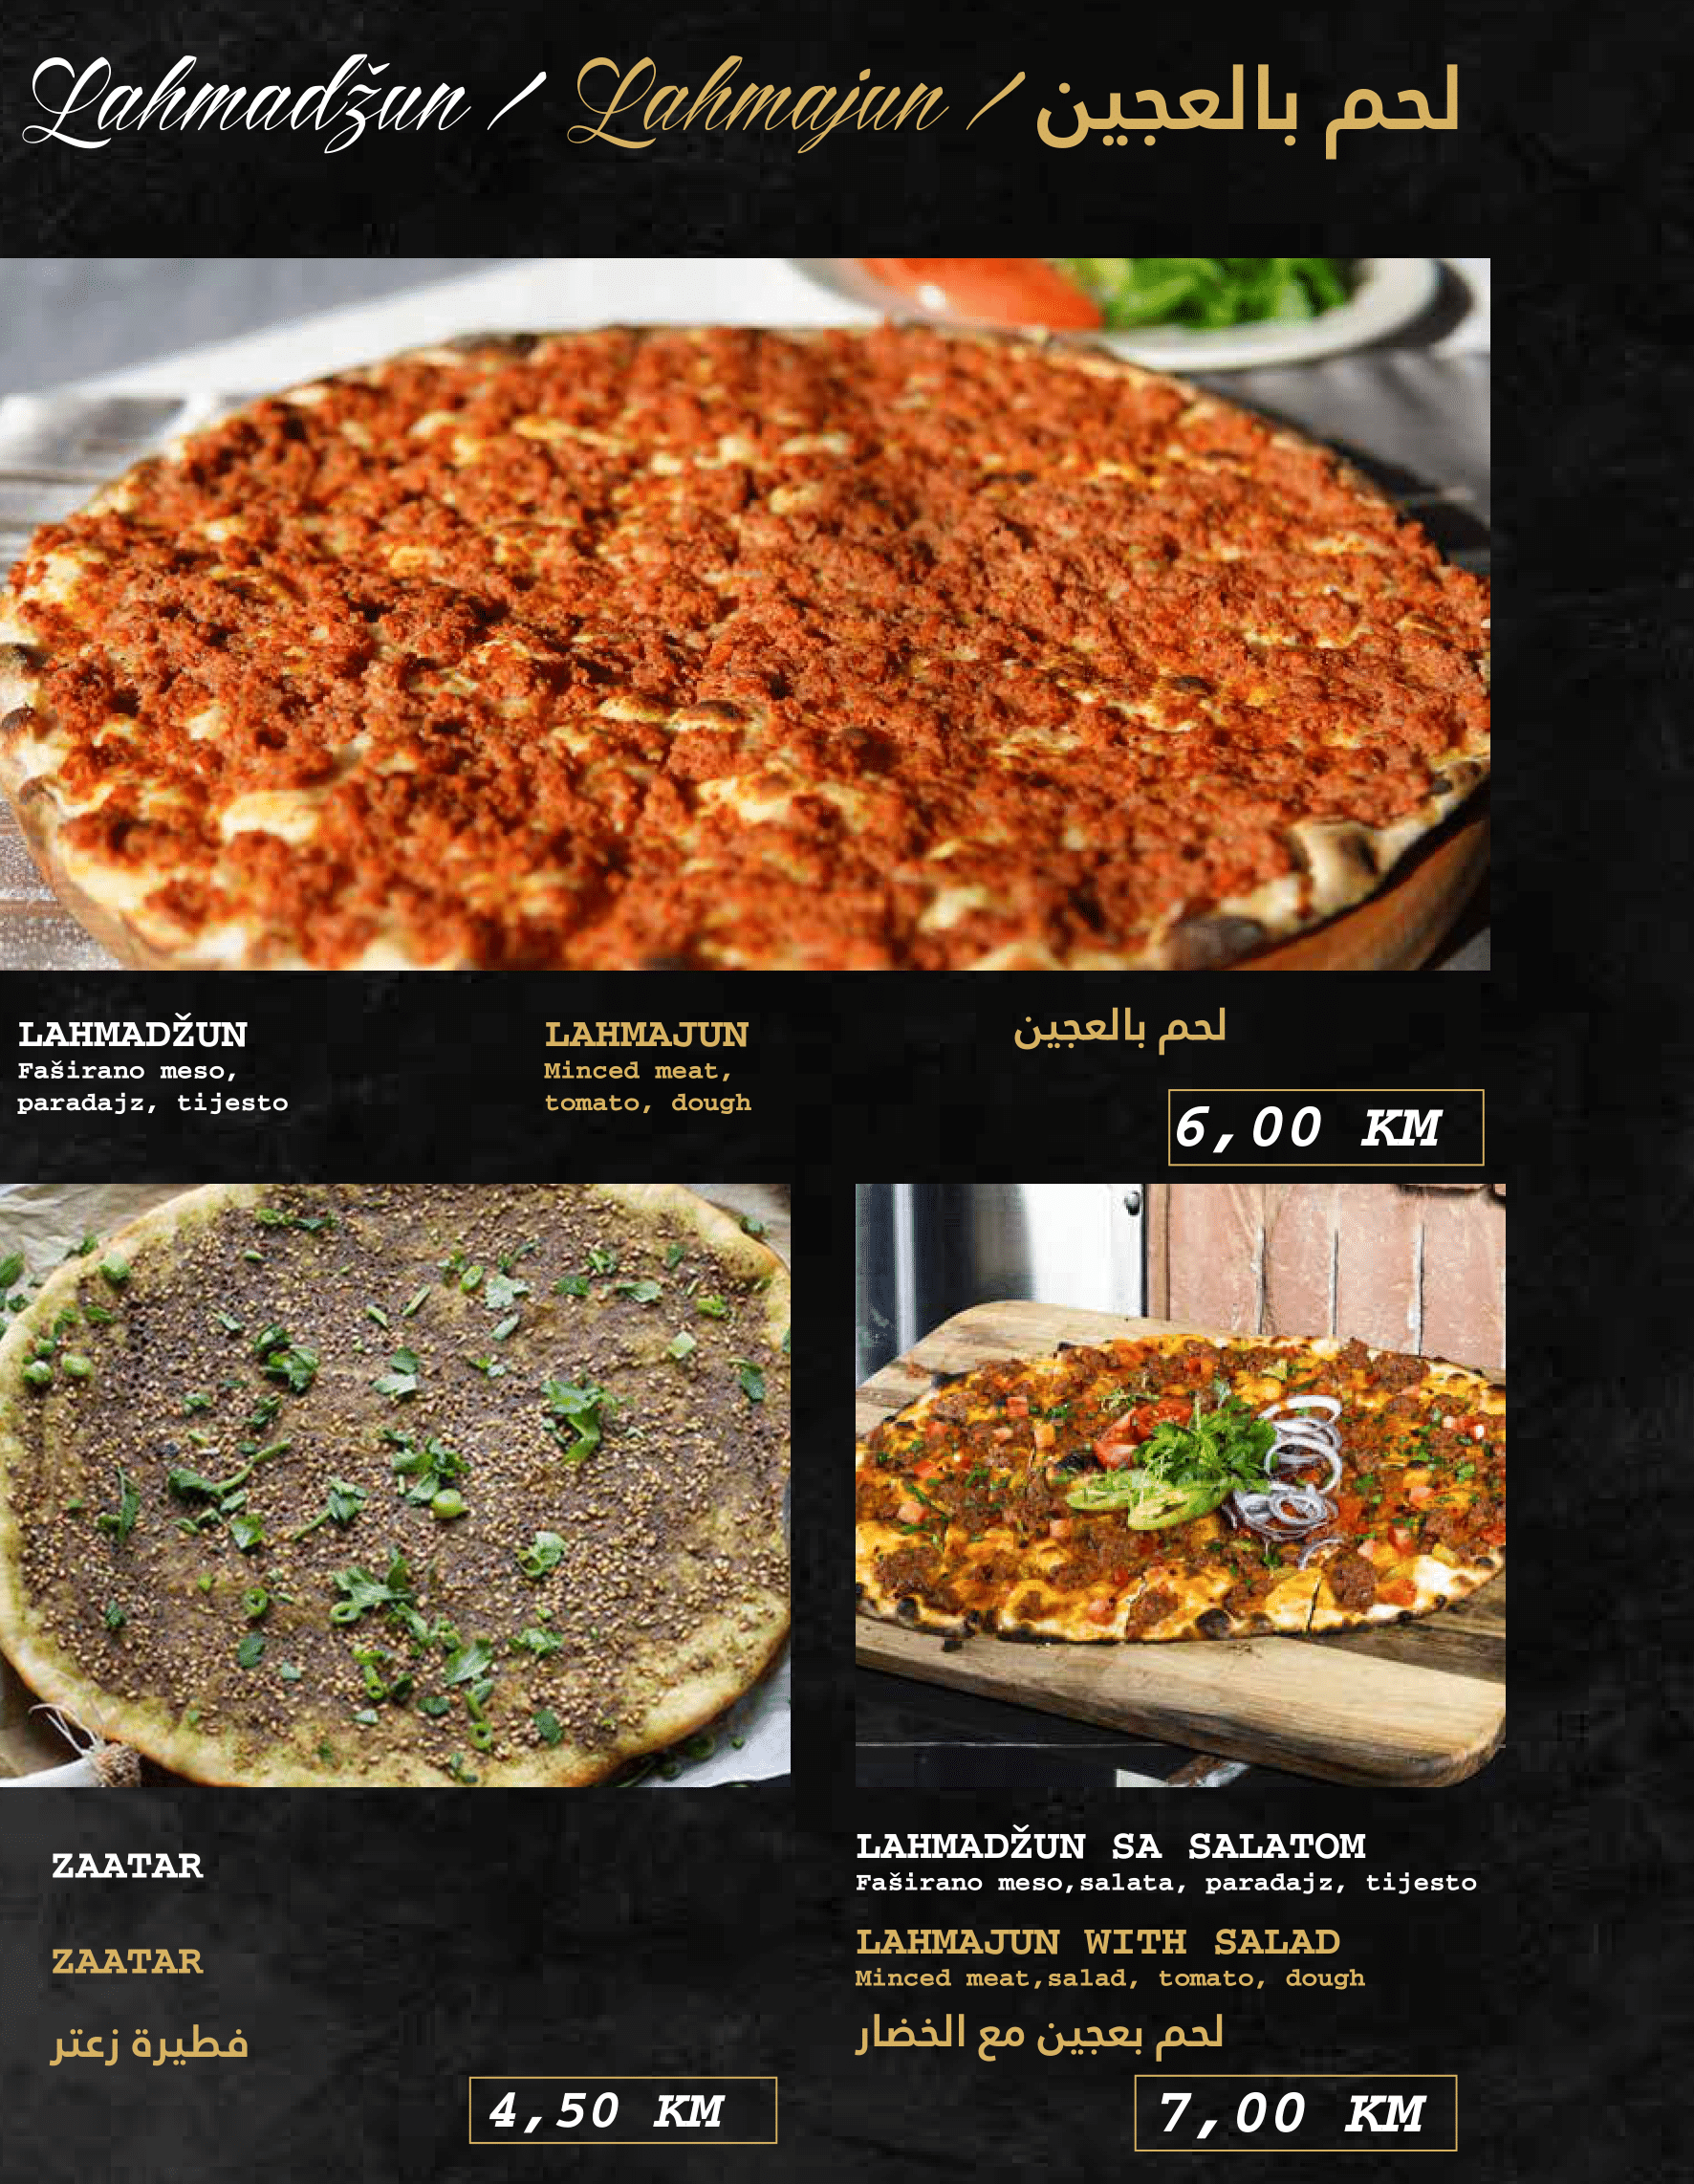 Lahmadžun / Lahmajun / لحم بالعجين
LAHMADŽUN
Faširano meso,
paradajz, tijesto
LAHMAJUN
Minced meat,
tomato, dough
لحم بالعجين
6,00 KM
ZAATAR
ZAATAR
فطيرة زعتر
4,50 KM
LAHMADŽUN SA SALATOM
Faširano meso,salata, paradajz, tijesto
LAHMAJUN WITH SALAD
Minced meat,salad, tomato, dough
لحم بعجين مع الخضار
7,00 KM